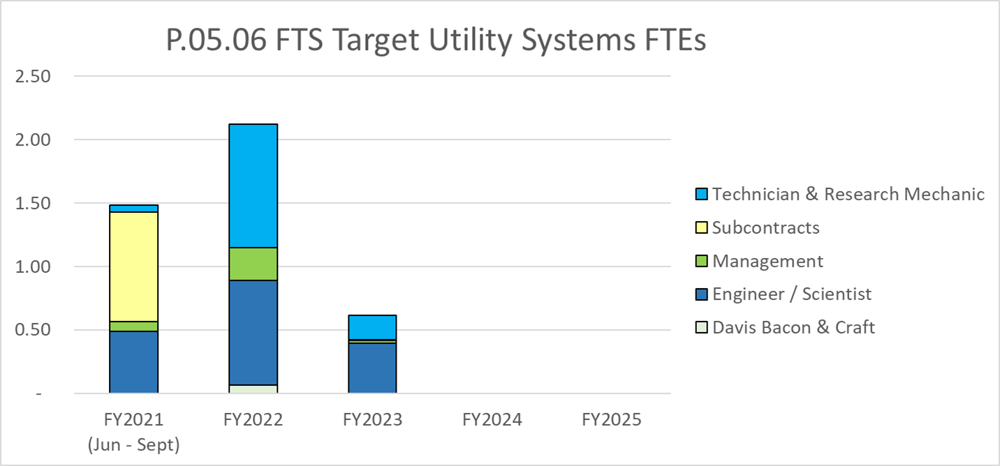 P.05.06 FTS Target Utility Systems FTEs
2.50
2.00
1.50
1.00
0.50
-
FY2021
(Jun - Sept)
FY2022
FY2023
FY2024
FY2025
Technician & Research Mechanic
Subcontracts
Management
Engineer / Scientist
Davis Bacon & Craft